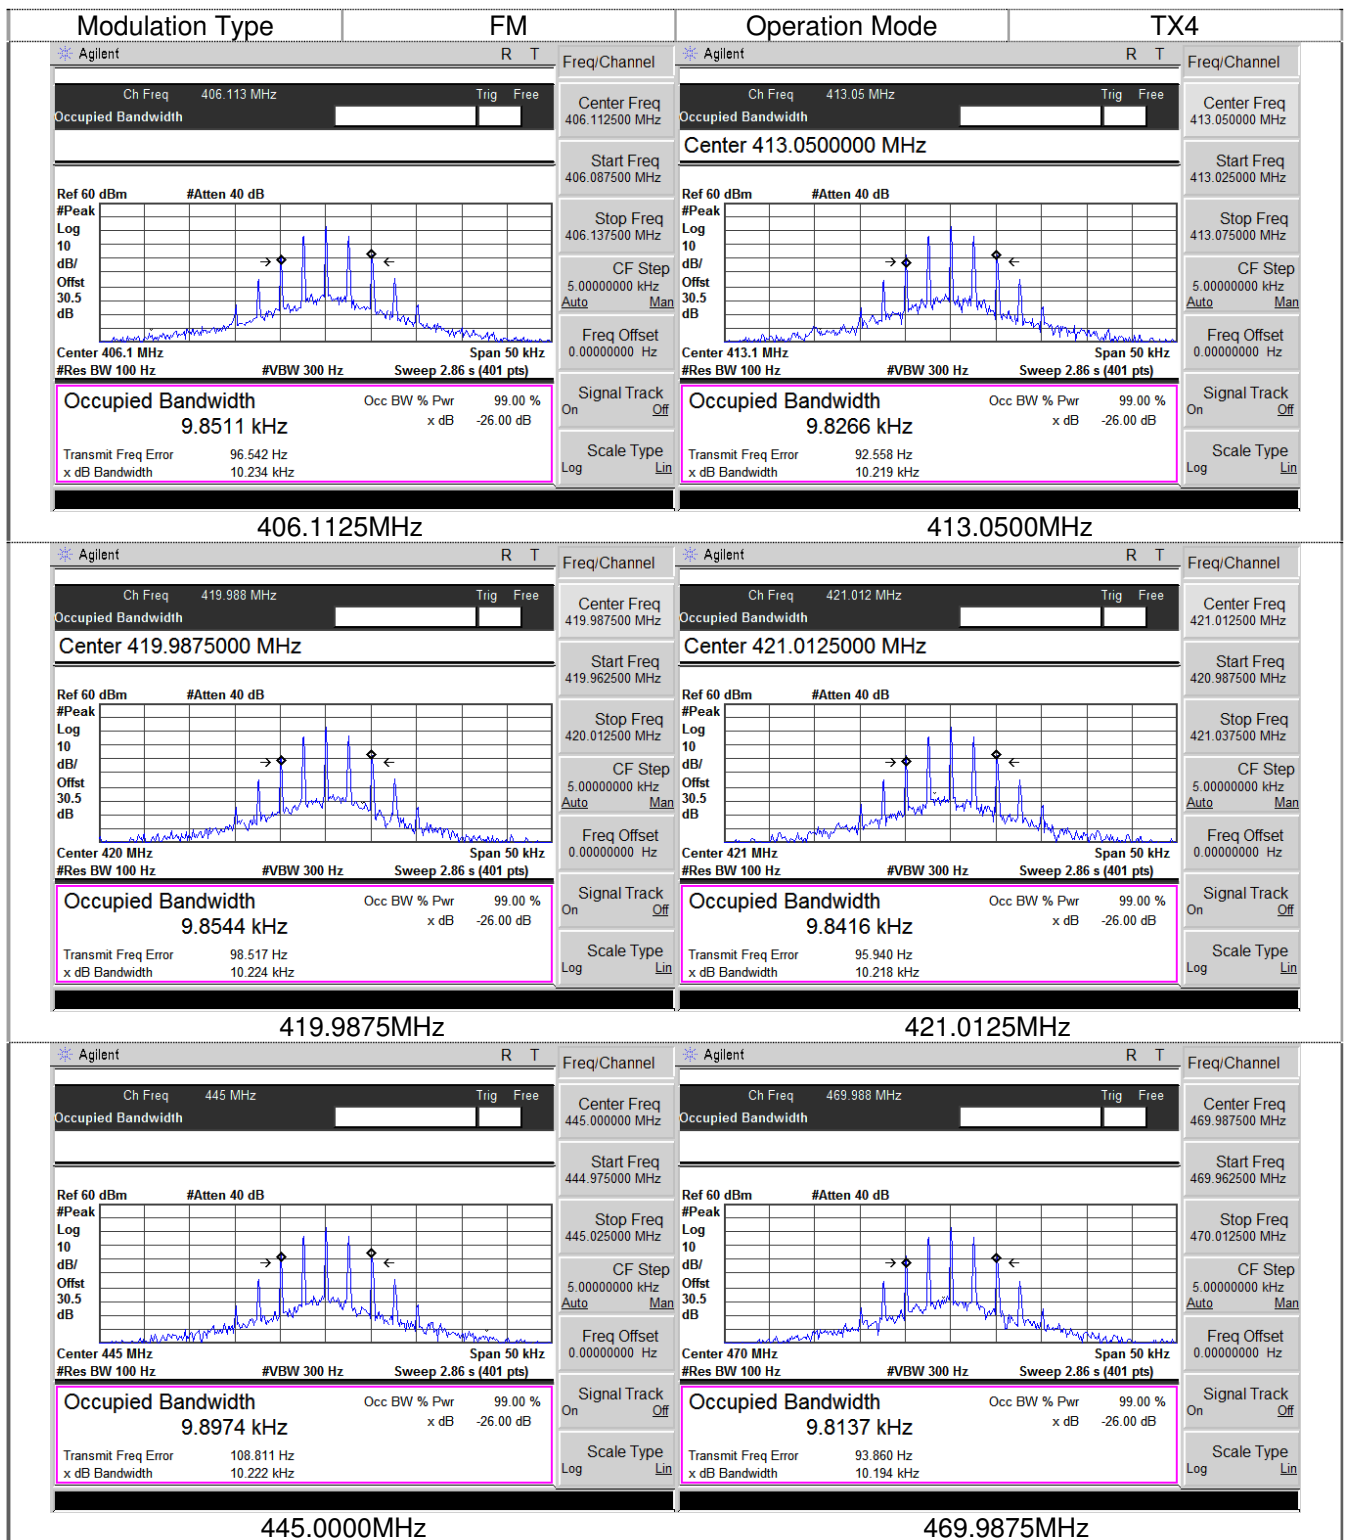 Modulation Type FM Operation Mode TX4
Agilent R T Freq/Channel
Ch Freq 406.113 MHz Trig Free
Occupied Bandwidth
Center Freq
406.112500 MHz
Start Freq
406.087500 MHz
Ref 60 dBm #Atten 40 dB
#Peak
Log
10
dB/
Offst
30.5
dB
Stop Freq
406.137500 MHz
CF Step
5.00000000 kHz
Auto Man
Freq Offset
0.00000000 Hz
Center 406.1 MHz Span 50 kHz
#Res BW 100 Hz #VBW 300 Hz Sweep 2.86 s (401 pts)
Occupied Bandwidth Occ BW % Pwr 99.00 %
9.8511 kHz x dB -26.00 dB
Transmit Freq Error 96.542 Hz
x dB Bandwidth 10.234 kHz
Signal Track
On Off
Scale Type
Log Lin
406.1125MHz
Agilent R T Freq/Channel
Ch Freq 413.05 MHz Trig Free
Occupied Bandwidth
Center 413.0500000 MHz
Center Freq
413.050000 MHz
Start Freq
413.025000 MHz
Ref 60 dBm #Atten 40 dB
#Peak
Log
10
dB/
Offst
30.5
dB
Stop Freq
413.075000 MHz
CF Step
5.00000000 kHz
Auto Man
Freq Offset
0.00000000 Hz
Center 413.1 MHz Span 50 kHz
#Res BW 100 Hz #VBW 300 Hz Sweep 2.86 s (401 pts)
Occupied Bandwidth Occ BW % Pwr 99.00 %
9.8266 kHz x dB -26.00 dB
Transmit Freq Error 92.558 Hz
x dB Bandwidth 10.219 kHz
Signal Track
On Off
Scale Type
Log Lin
413.0500MHz
Agilent R T Freq/Channel
Ch Freq 419.988 MHz Trig Free
Occupied Bandwidth
Center 419.9875000 MHz
Center Freq
419.987500 MHz
Start Freq
419.962500 MHz
Ref 60 dBm #Atten 40 dB
#Peak
Log
10
dB/
Offst
30.5
dB
Stop Freq
420.012500 MHz
CF Step
5.00000000 kHz
Auto Man
Freq Offset
0.00000000 Hz
Center 420 MHz Span 50 kHz
#Res BW 100 Hz #VBW 300 Hz Sweep 2.86 s (401 pts)
Occupied Bandwidth Occ BW % Pwr 99.00 %
9.8544 kHz x dB -26.00 dB
Transmit Freq Error 98.517 Hz
x dB Bandwidth 10.224 kHz
Signal Track
On Off
Scale Type
Log Lin
419.9875MHz
Agilent R T Freq/Channel
Ch Freq 421.012 MHz Trig Free
Occupied Bandwidth
Center 421.0125000 MHz
Center Freq
421.012500 MHz
Start Freq
420.987500 MHz
Ref 60 dBm #Atten 40 dB
#Peak
Log
10
dB/
Offst
30.5
dB
Stop Freq
421.037500 MHz
CF Step
5.00000000 kHz
Auto Man
Freq Offset
0.00000000 Hz
Center 421 MHz Span 50 kHz
#Res BW 100 Hz #VBW 300 Hz Sweep 2.86 s (401 pts)
Occupied Bandwidth Occ BW % Pwr 99.00 %
9.8416 kHz x dB -26.00 dB
Transmit Freq Error 95.940 Hz
x dB Bandwidth 10.218 kHz
Signal Track
On Off
Scale Type
Log Lin
421.0125MHz
Agilent R T Freq/Channel
Ch Freq 445 MHz Trig Free
Occupied Bandwidth
Center Freq
445.000000 MHz
Start Freq
444.975000 MHz
Ref 60 dBm #Atten 40 dB
#Peak
Log
10
dB/
Offst
30.5
dB
Stop Freq
445.025000 MHz
CF Step
5.00000000 kHz
Auto Man
Freq Offset
0.00000000 Hz
Center 445 MHz Span 50 kHz
#Res BW 100 Hz #VBW 300 Hz Sweep 2.86 s (401 pts)
Occupied Bandwidth Occ BW % Pwr 99.00 %
9.8974 kHz x dB -26.00 dB
Transmit Freq Error 108.811 Hz
x dB Bandwidth 10.222 kHz
Signal Track
On Off
Scale Type
Log Lin
445.0000MHz
Agilent R T Freq/Channel
Ch Freq 469.988 MHz Trig Free
Occupied Bandwidth
Center Freq
469.987500 MHz
Start Freq
469.962500 MHz
Ref 60 dBm #Atten 40 dB
#Peak
Log
10
dB/
Offst
30.5
dB
Stop Freq
470.012500 MHz
CF Step
5.00000000 kHz
Auto Man
Freq Offset
0.00000000 Hz
Center 470 MHz Span 50 kHz
#Res BW 100 Hz #VBW 300 Hz Sweep 2.86 s (401 pts)
Occupied Bandwidth Occ BW % Pwr 99.00 %
9.8137 kHz x dB -26.00 dB
Transmit Freq Error 93.860 Hz
x dB Bandwidth 10.194 kHz
Signal Track
On Off
Scale Type
Log Lin
469.9875MHz